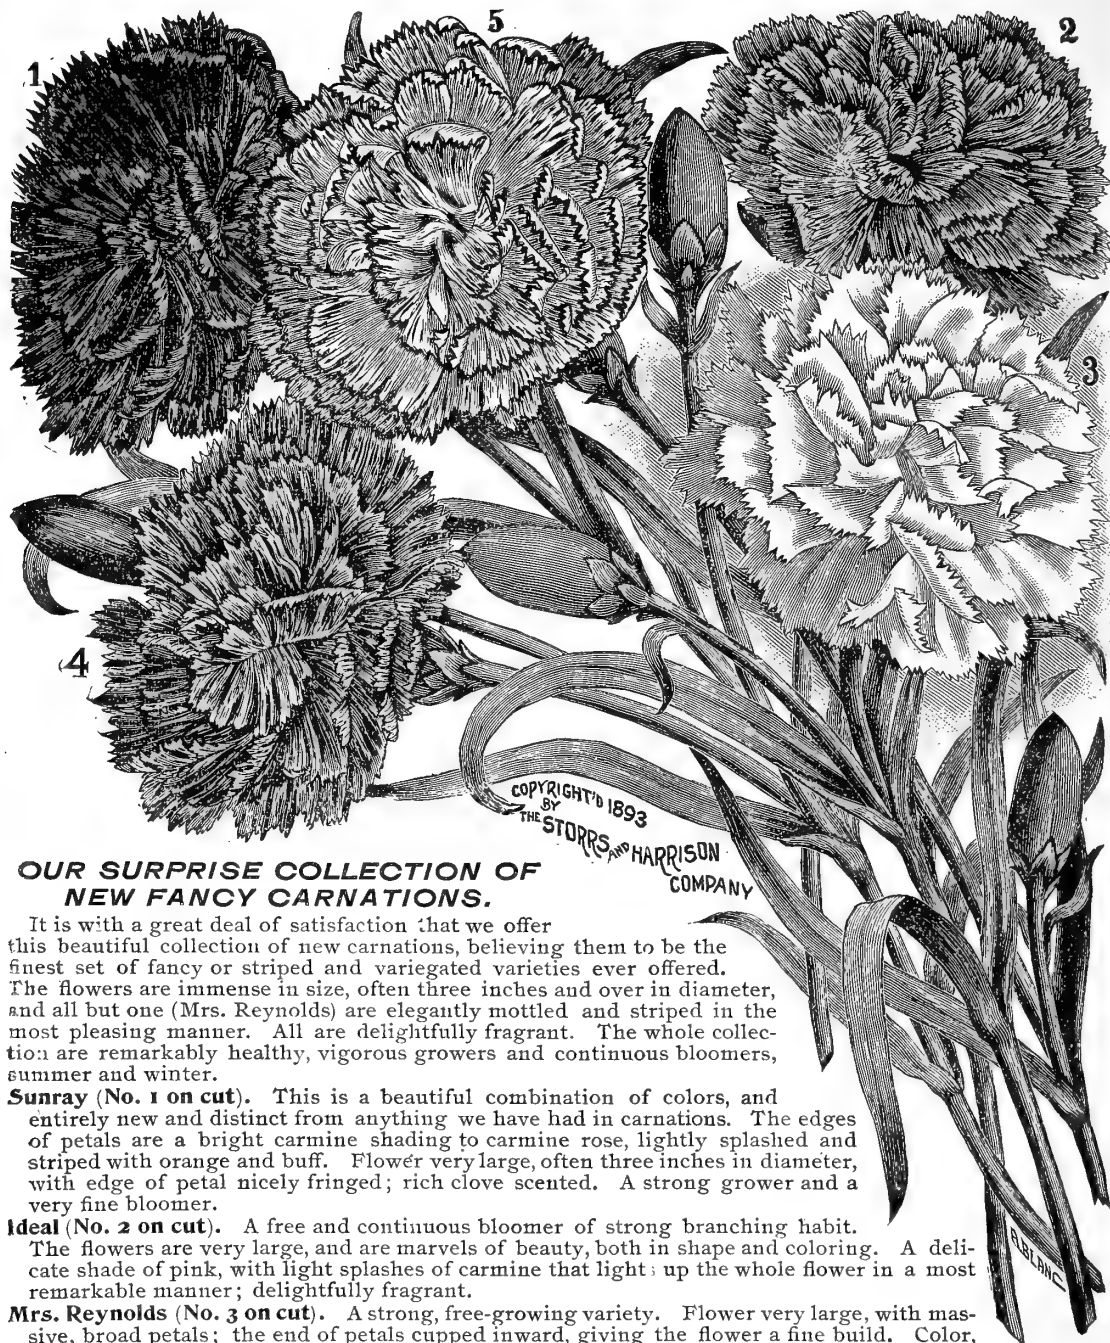 1
5
2
3
4
COPYRIGHT'D 1893
BY
THE STORRS AND HARRISON
COMPANY
OUR SURPRISE COLLECTION OF
NEW FANCY CARNATIONS.
It is with a great deal of satisfaction that we offer
this beautiful collection of new carnations, believing them to be the
finest set of fancy or striped and variegated varieties ever offered.
The flowers are immense in size, often three inches and over in diameter,
and all but one (Mrs. Reynolds) are elegantly mottled and striped in the
most pleasing manner. All are delightfully fragrant. The whole collec-
tion are remarkably healthy, vigorous growers and continuous bloomers,
summer and winter.
Sunray (No. 1 on cut). This is a beautiful combination of colors, and
entirely new and distinct from anything we have had in carnations. The edges
of petals are a bright carmine shading to carmine rose, lightly splashed and
striped with orange and buff. Flower very large, often three inches in diameter,
with edge of petal nicely fringed; rich clove scented. A strong grower and a
very fine bloomer.
Ideal (No. 2 on cut). A free and continuous bloomer of strong branching habit.
The flowers are very large, and are marvels of beauty, both in shape and coloring. A deli-
cate shade of pink, with light splashes of carmine that lights up the whole flower in a most
remarkable manner; delightfully fragrant.
Mrs. Reynolds (No. 3 on cut). A strong, free-growing variety. Flower very large, with mas-
sive, broad petals; the end of petals cupped inward, giving the flower a fine build. Color,
A. BLANC